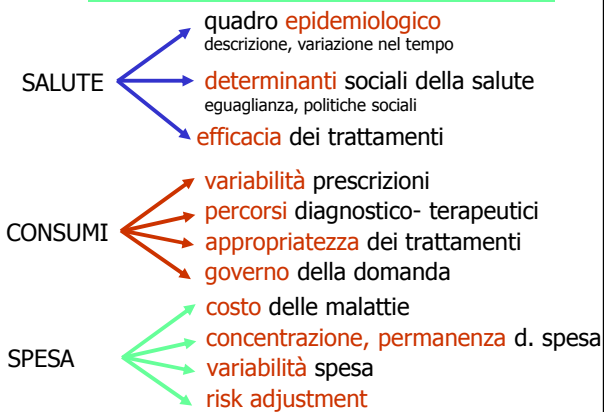 quadro epidemiologico
descrizione, variazione nel tempo
SALUTE
determinanti sociali della salute
eguaglianza, politiche sociali
efficacia dei trattamenti
variabilità prescrizioni
percorsi diagnostico- terapeutici
CONSUMI
appropriatezza dei trattamenti
governo della domanda
costo delle malattie
concentrazione, permanenza d. spesa
SPESA
variabilità spesa
risk adjustment